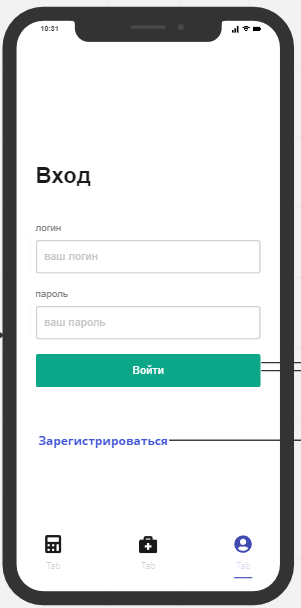 10:31
Вход
логин
ваш логин
пароль
ваш пароль
Войти
Зарегистрироваться
Tab Tab Tab